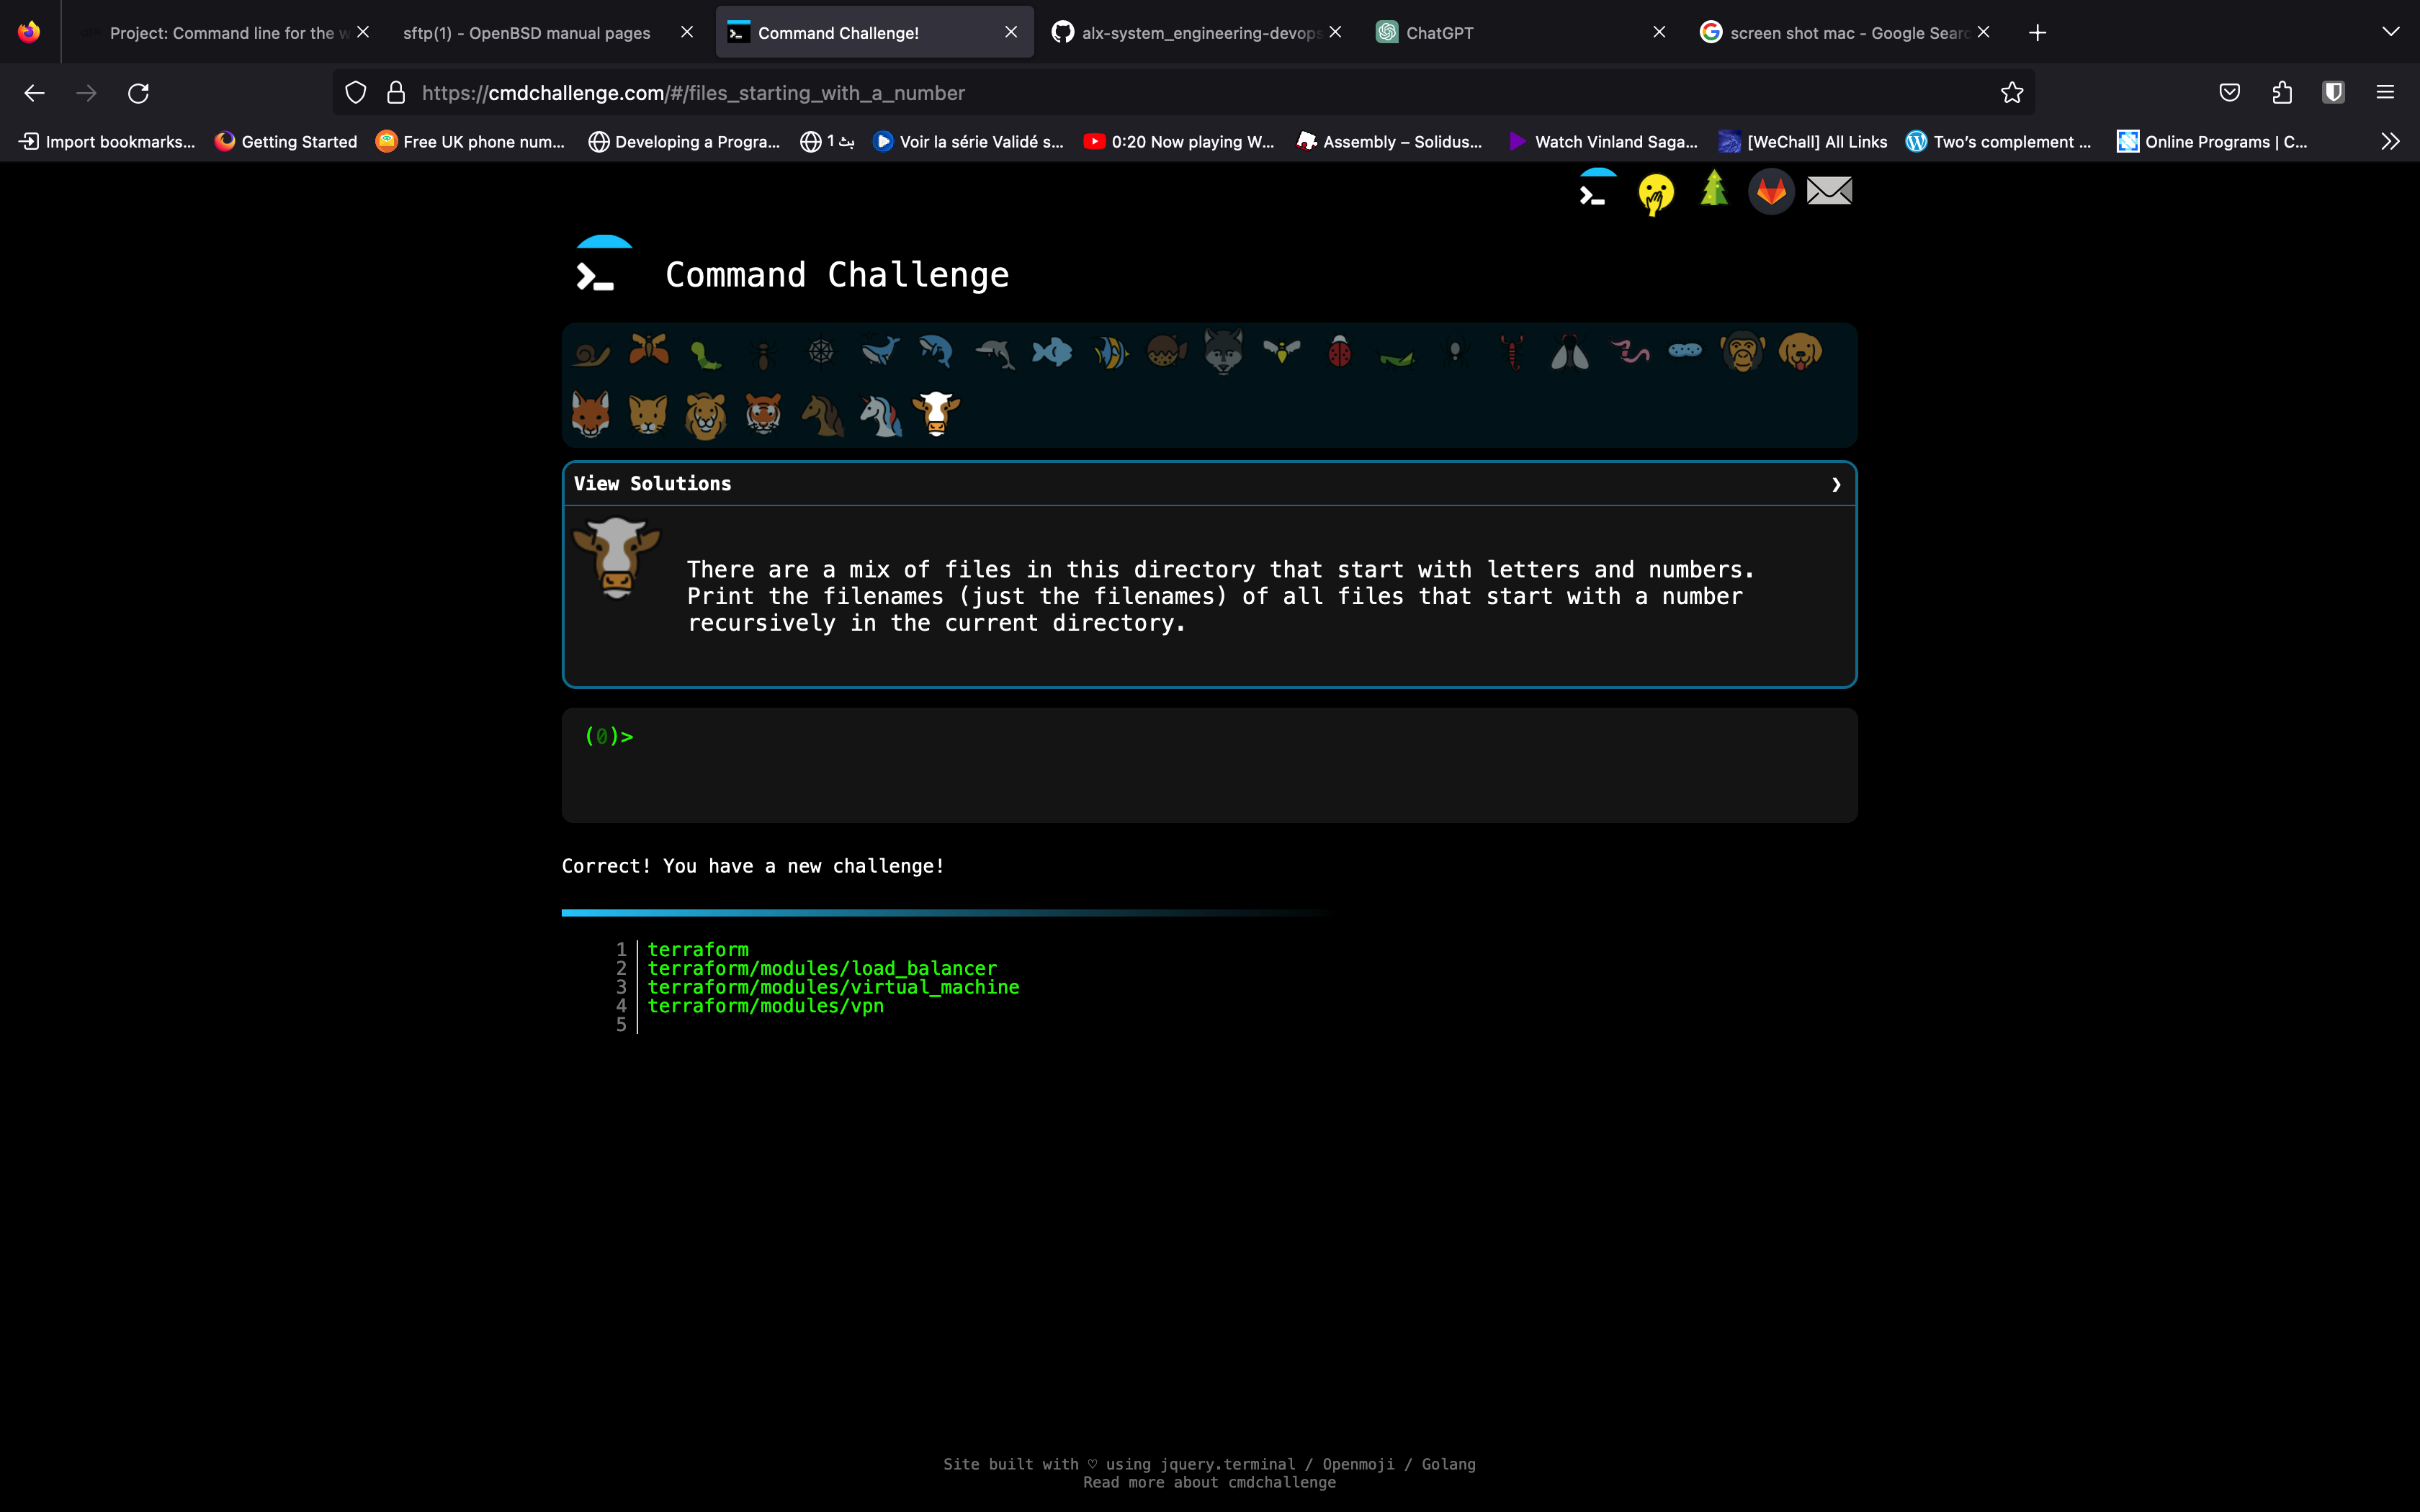 Project: Command line for the w
sftp(1) - OpenBSD manual pages
Command Challenge!
alx-system_engineering-devops
ChatGPT
screen shot mac - Google Searc
https://cmdchallenge.com/#/files_starting_with_a_number
Import bookmarks...
Getting Started
Free UK phone num...
Developing a Progra...
1 بث
Voir la série Validé s...
0:20 Now playing W...
Assembly – Solidus...
Watch Vinland Saga...
[WeChall] All Links
Two's complement ...
Online Programs | C...
Command Challenge
View Solutions
There are a mix of files in this directory that start with letters and numbers.
Print the filenames (just the filenames) of all files that start with a number
recursively in the current directory.
(0)>
Correct! You have a new challenge!
1 terraform
2 terraform/modules/load_balancer
3 terraform/modules/virtual_machine
4 terraform/modules/vpn
5
Site built with ♡ using jquery.terminal / Openmoji / Golang
Read more about cmdchallenge